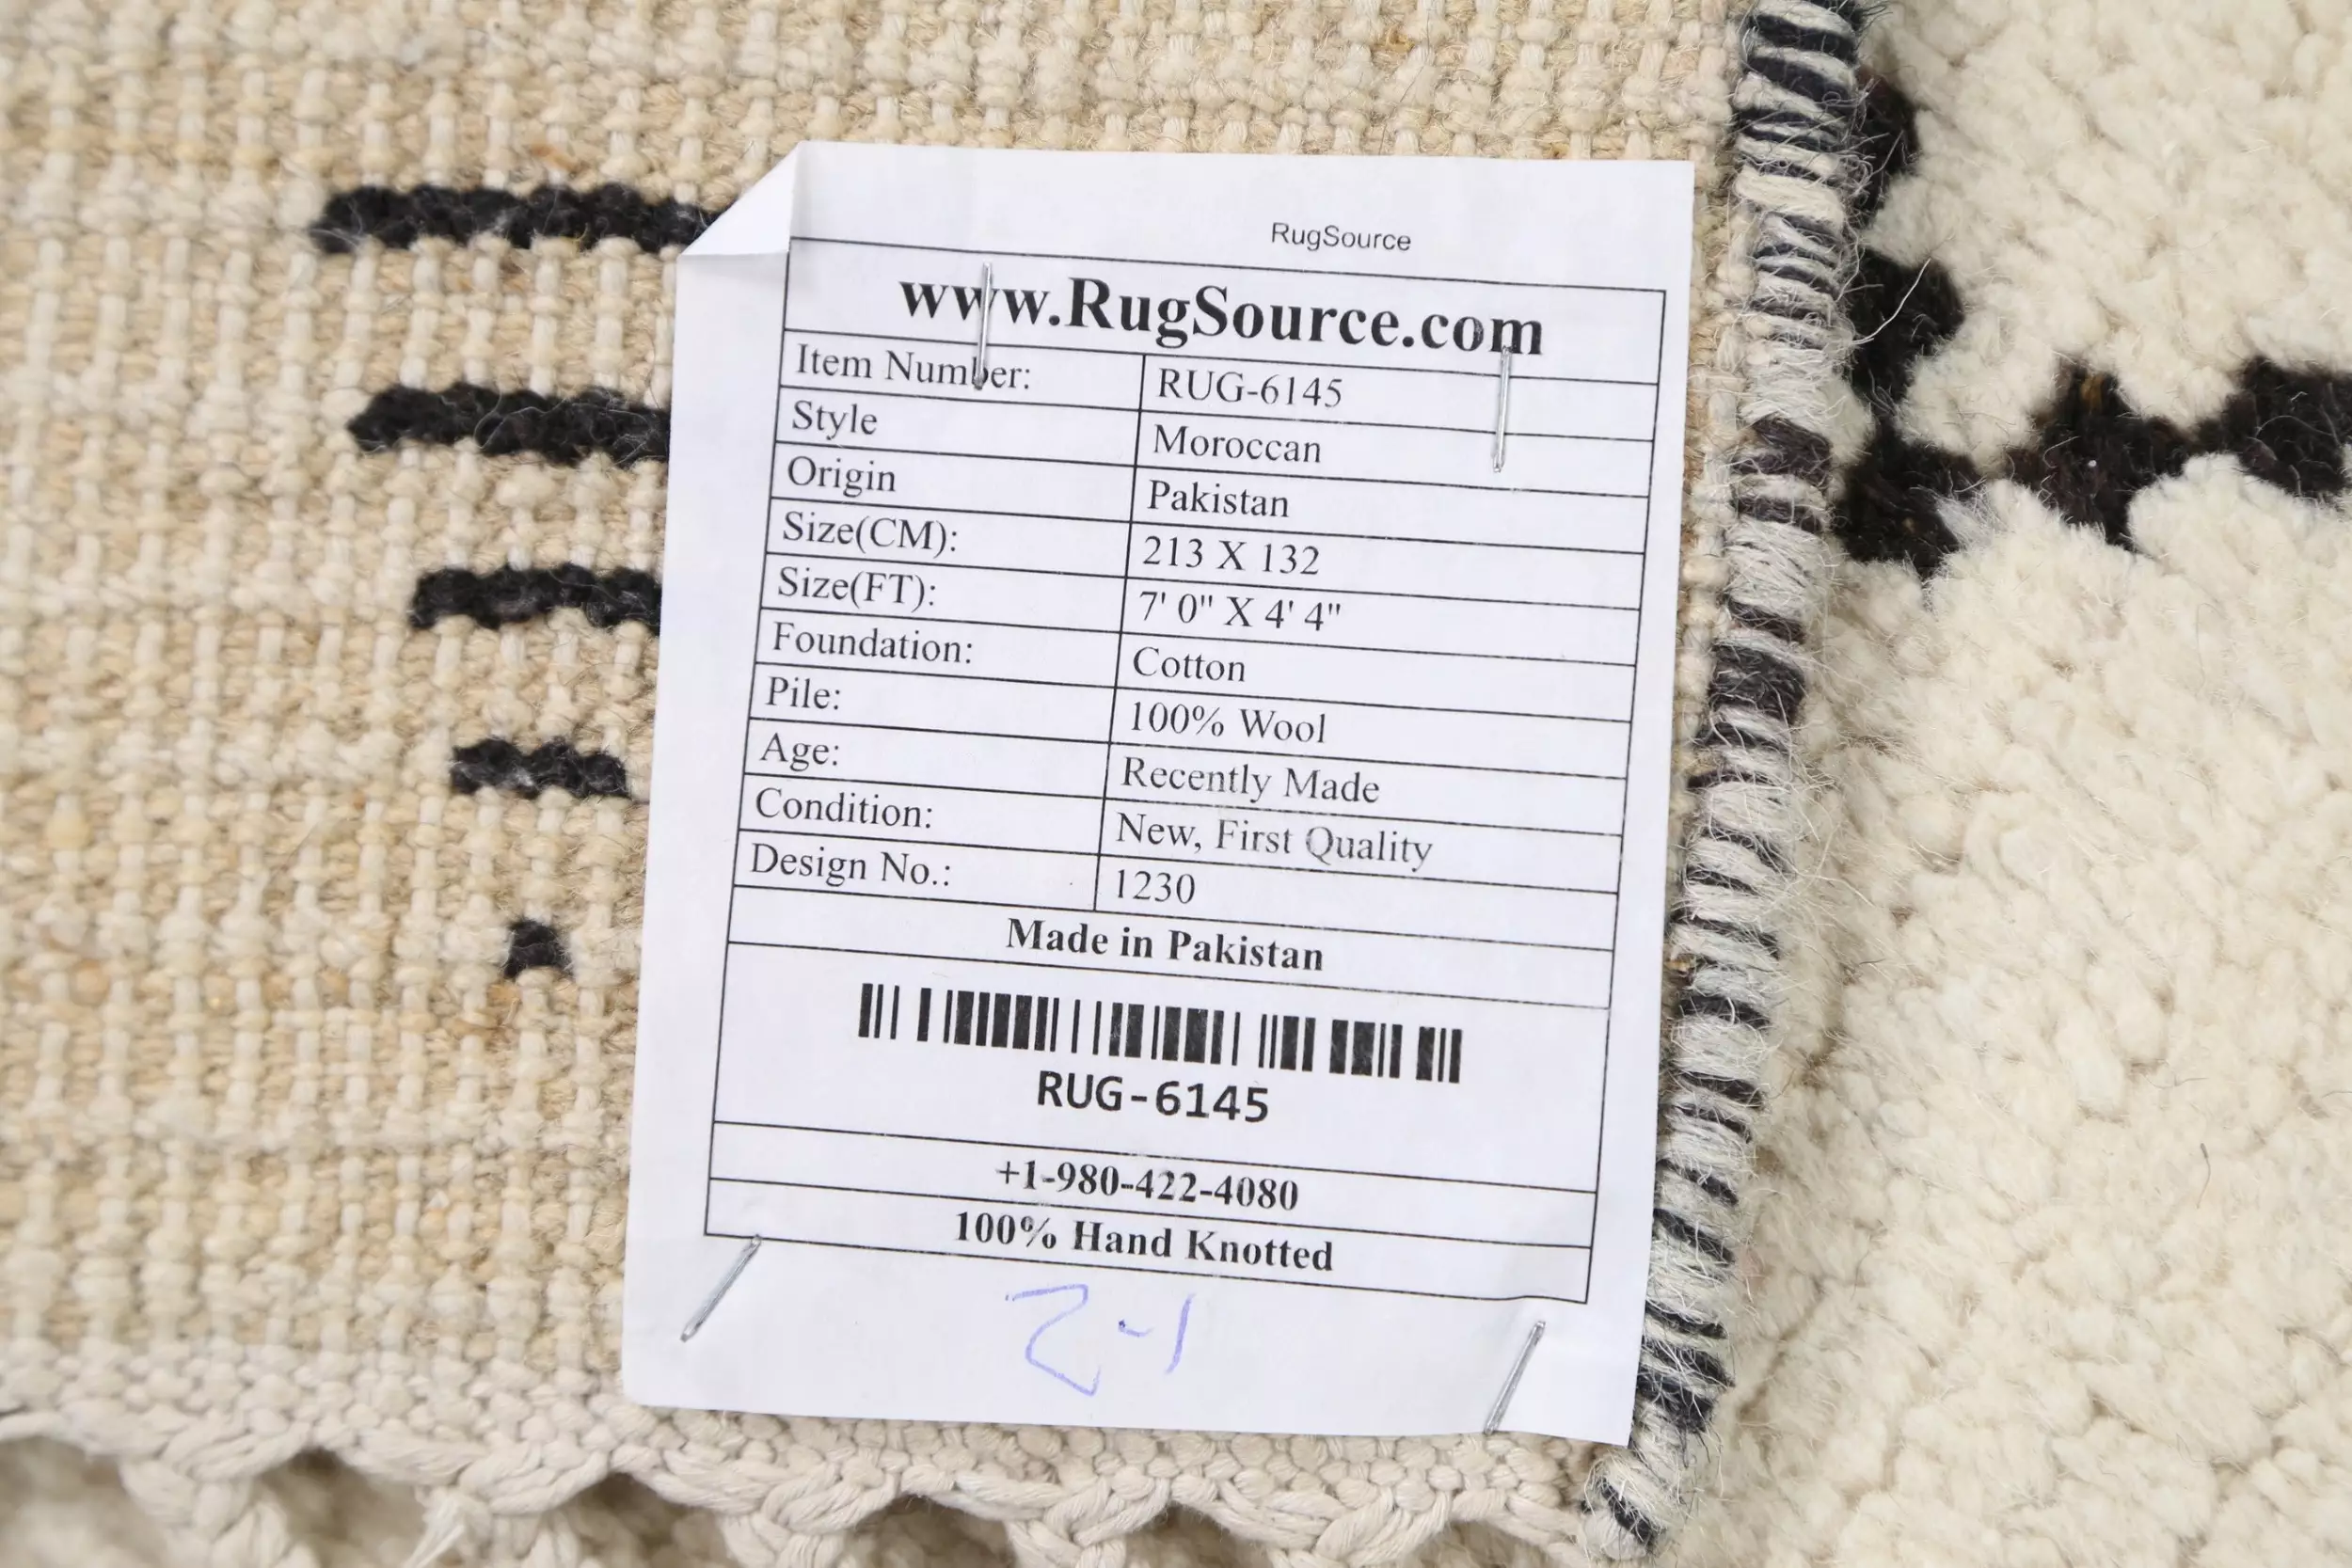 RugSource
www.RugSource.com
Item Number: RUG-6145
Style Moroccan
Origin Pakistan
Size(CM): 213 X 132
Size(FT): 7' 0" X 4' 4"
Foundation: Cotton
Pile: 100% Wool
Age: Recently Made
Condition: New, First Quality
Design No.: 1230
Made in Pakistan
RUG-6145
+1-980-422-4080
100% Hand Knotted
2-1